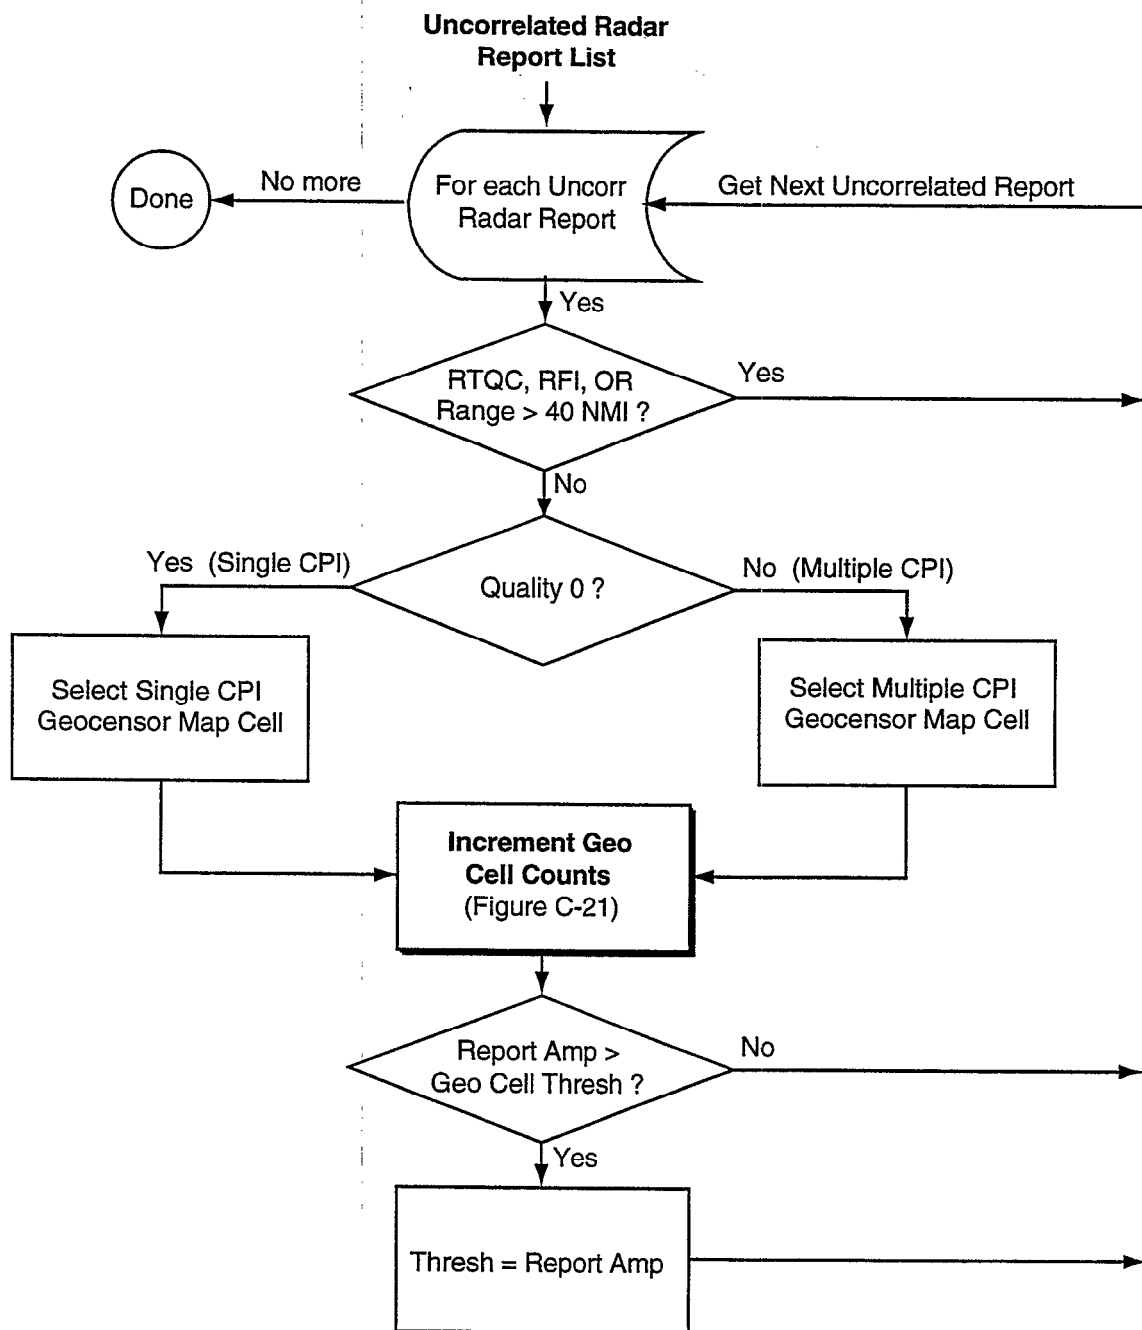 Uncorrelated Radar
Report List
Done
No more
For each Uncorr
Radar Report
Get Next Uncorrelated Report
Yes
RTQC, RFI, OR
Range > 40 NMI ?
Yes
No
Yes (Single CPI)
Quality 0 ?
No (Multiple CPI)
Select Single CPI
Geocensor Map Cell
Select Multiple CPI
Geocensor Map Cell
Increment Geo
Cell Counts
(Figure C-21)
Report Amp >
Geo Cell Thresh ?
No
Yes
Thresh = Report Amp